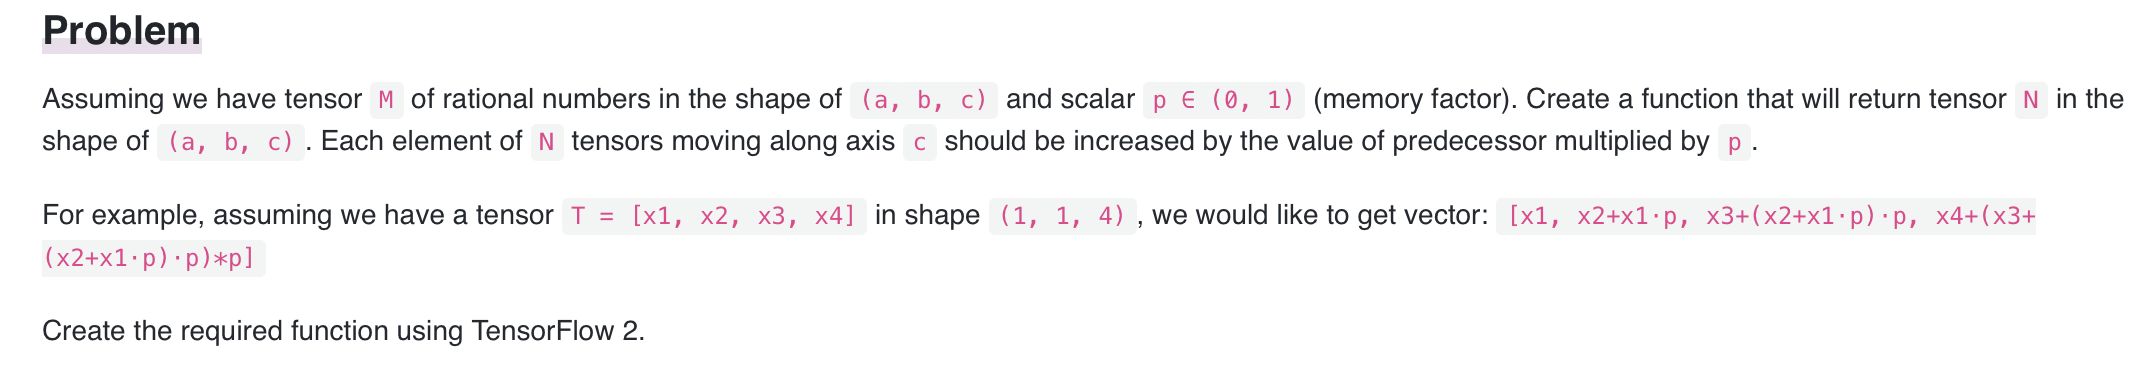 Problem
Assuming we have tensor M of rational numbers in the shape of (a, b, c) and scalar p ∈ (0, 1) (memory factor). Create a function that will return tensor N in the
shape of (a, b, c). Each element of N tensors moving along axis c should be increased by the value of predecessor multiplied by p.
For example, assuming we have a tensor T = [x1, x2, x3, x4] in shape (1, 1, 4), we would like to get vector: [x1, x2+x1·p, x3+(x2+x1·p)·p, x4+(x3+
(x2+x1·p)·p)*p]
Create the required function using TensorFlow 2.